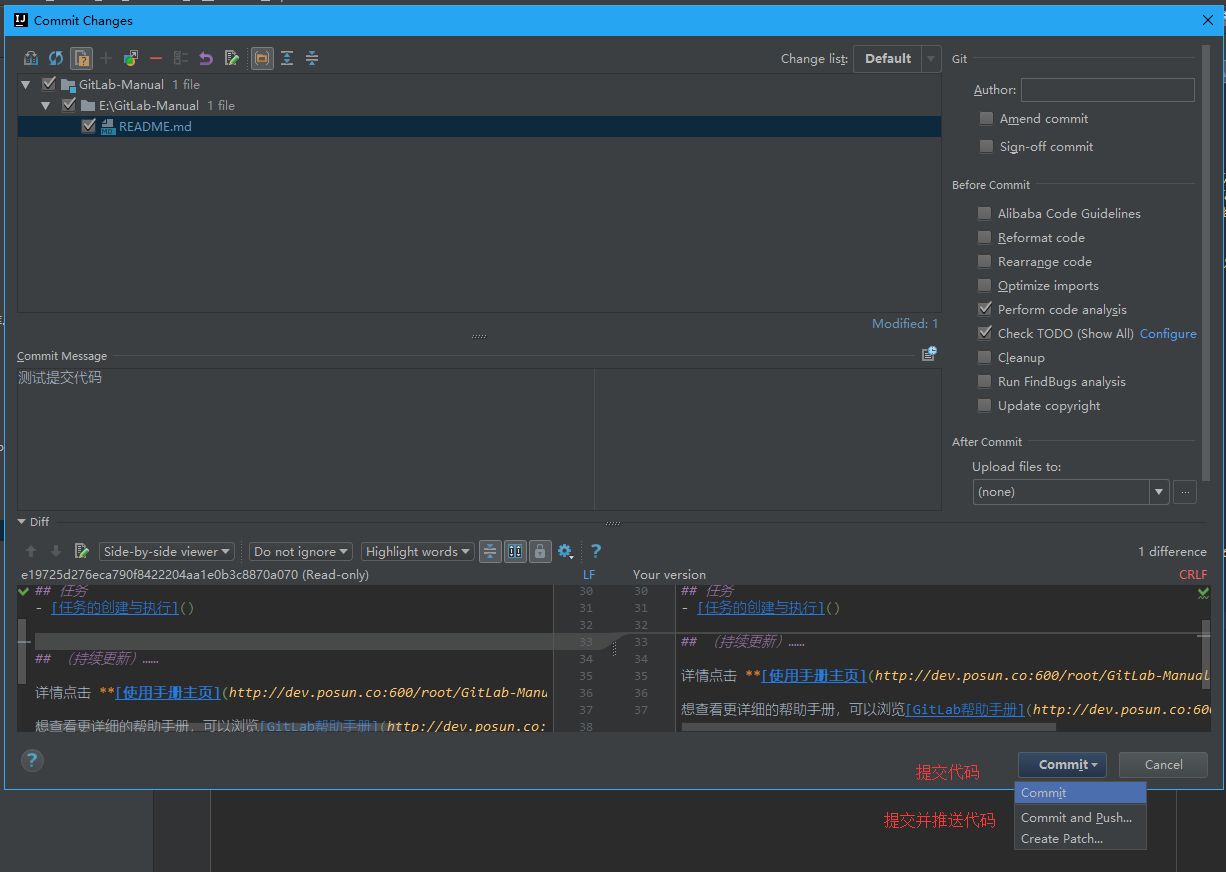 Commit Changes
Change list: Default
GitLab-Manual 1 file
E:\GitLab-Manual 1 file
README.md
Modified: 1
Commit Message
测试提交代码
Git
Author:
Amend commit
Sign-off commit
Before Commit
Alibaba Code Guidelines
Reformat code
Rearrange code
Optimize imports
Perform code analysis
Check TODO (Show All) Configure
Cleanup
Run FindBugs analysis
Update copyright
After Commit
Upload files to:
(none)
...
Diff
Side-by-side viewer Do not ignore Highlight words ? 1 difference
e19725d276eca790f8422204aa1e0b3c8870a070 (Read-only) LF Your version CRLF
## 任务 30 30 ## 任务
- [任务的创建与执行]() 31 31 - [任务的创建与执行]()
32 32
33 33 ## （持续更新）……
## （持续更新）…… 34 34
35 35 详情点击 **[使用手册主页](http://dev.posun.co:600/root/GitLab-Manual
详情点击 **[使用手册主页](http://dev.posun.co:600/root/GitLab-Manu 36 36
37 37 想查看更详细的帮助手册，可以浏览[GitLab帮助手册](http://dev.posun.co:600
想查看更详细的帮助手册，可以浏览[GitLab帮助手册](http://dev.posun.co: 38
?
提交代码
Commit Cancel
Commit
提交并推送代码
Commit and Push...
Create Patch...